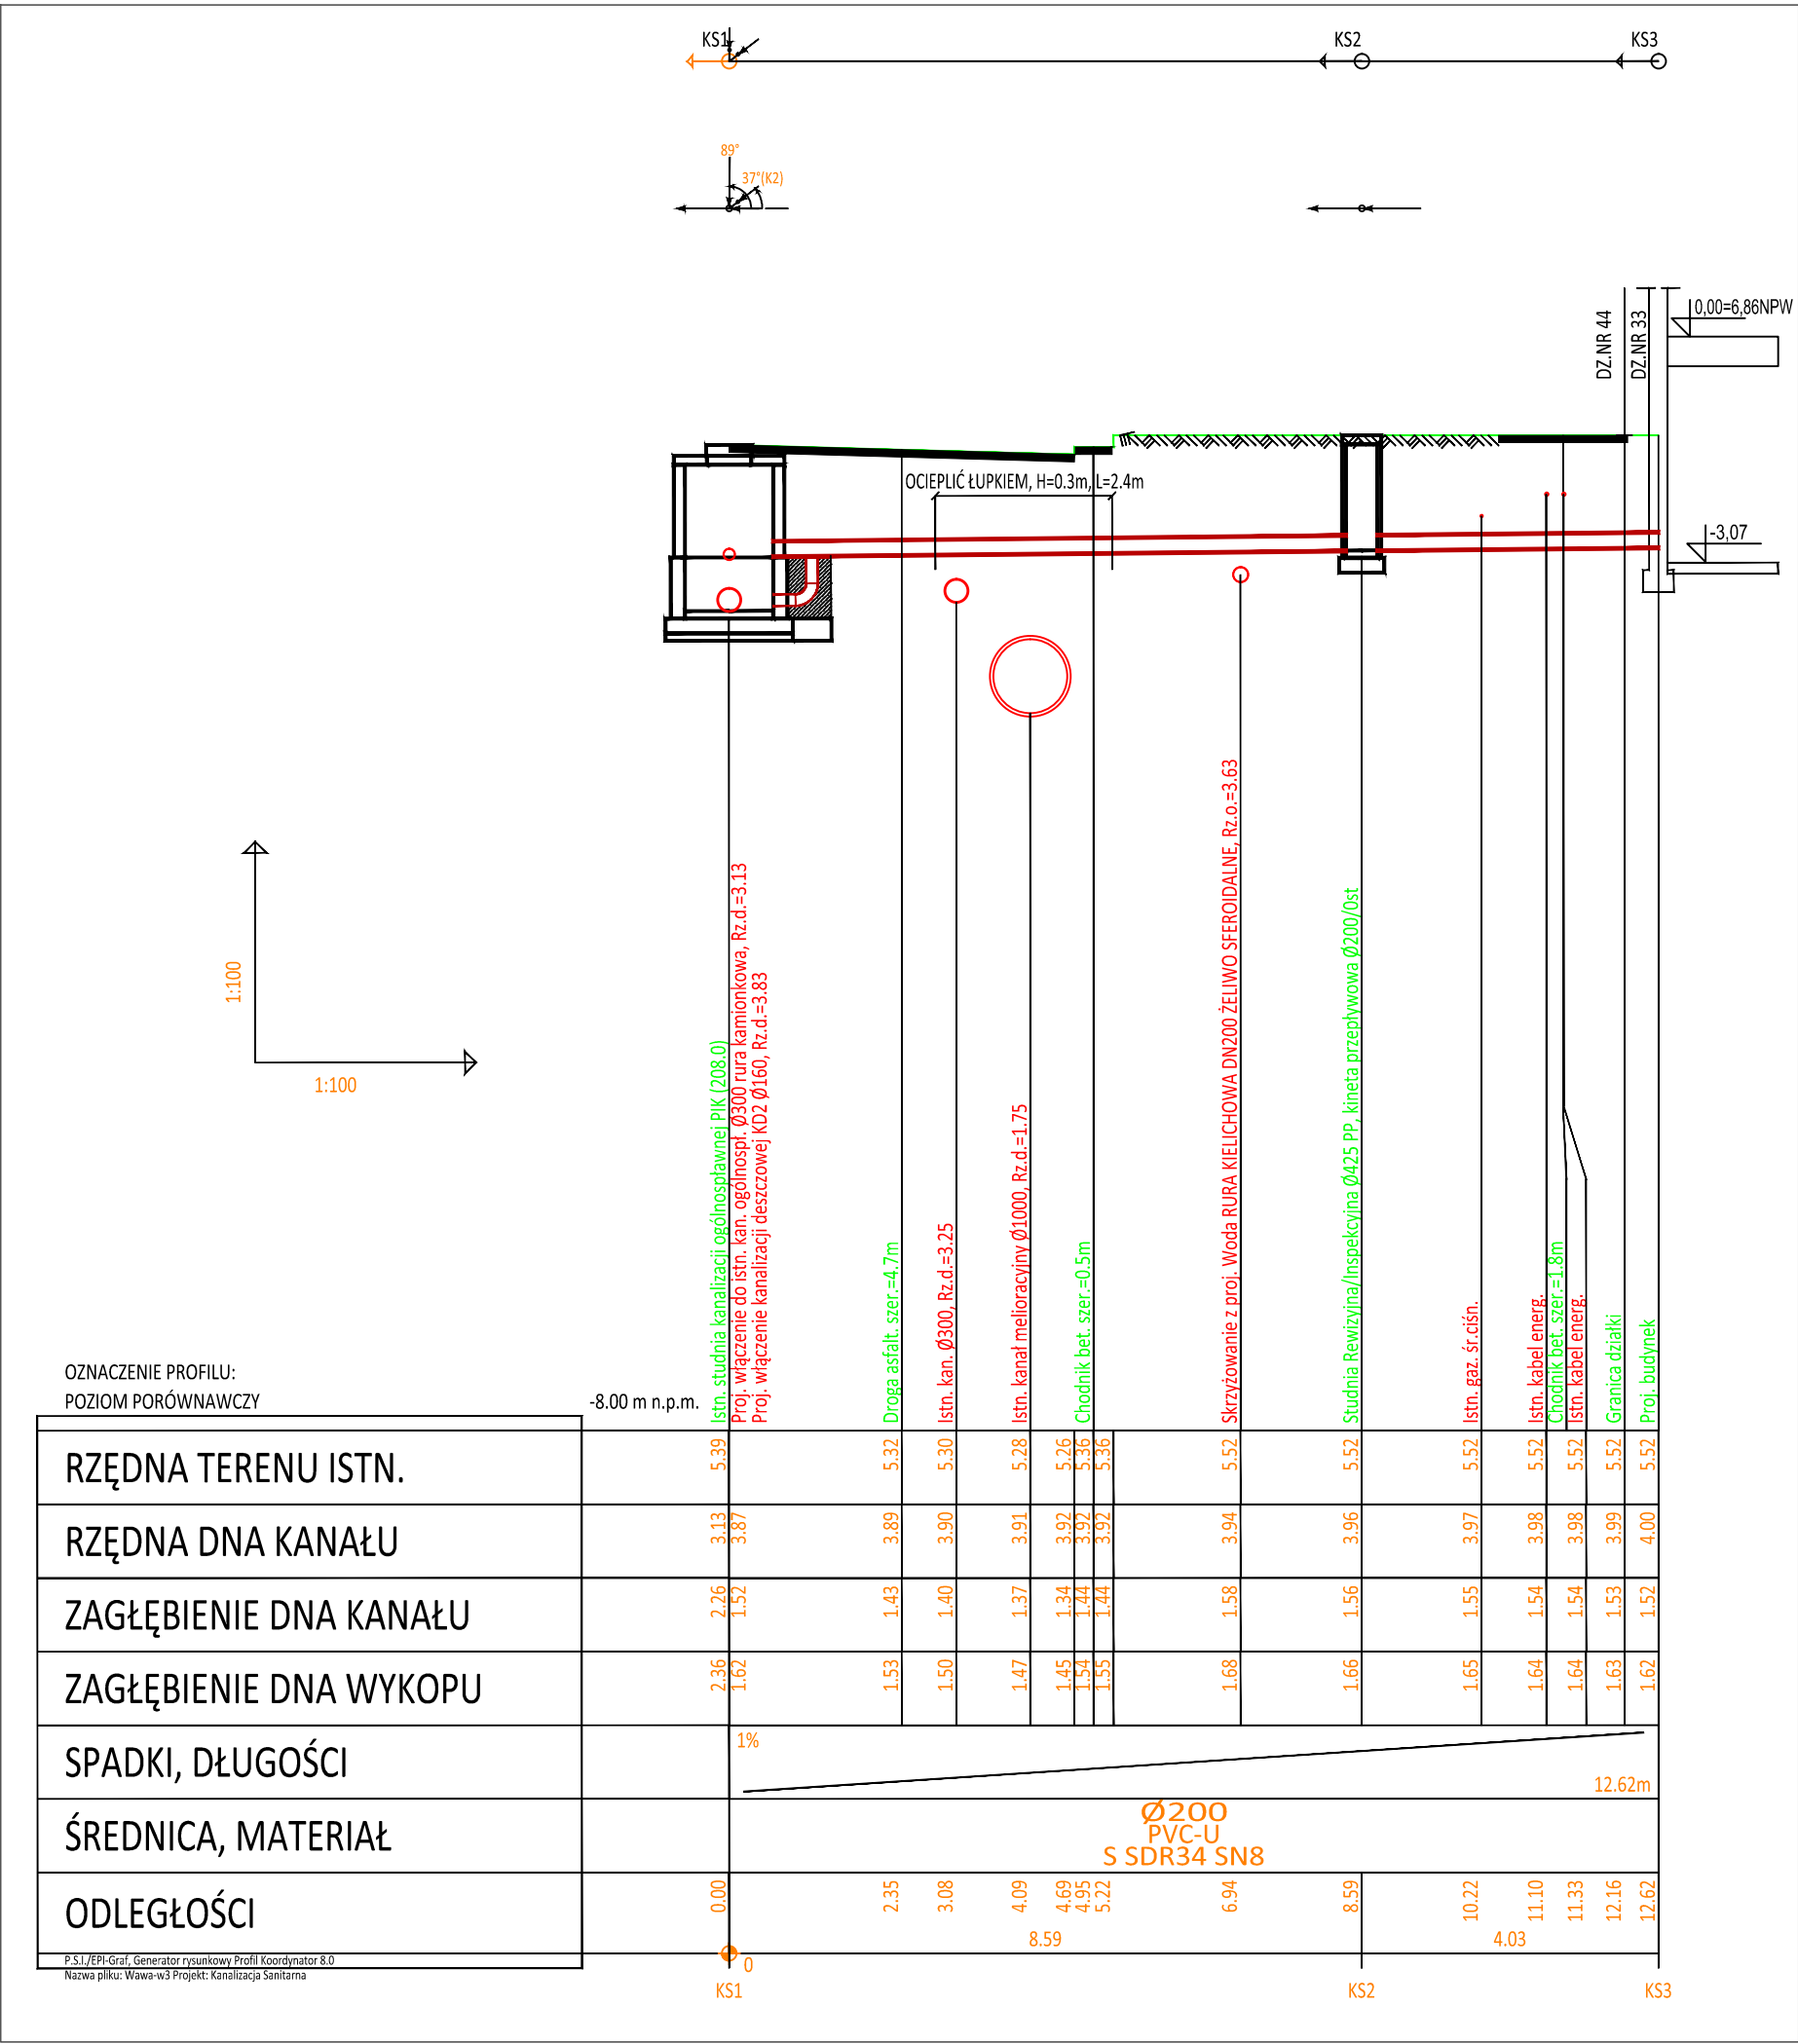 KS1
KS2
KS3
89°
37°(K2)
DZ.NR 44
DZ.NR 33
0,00=6,86NPW
OCIEPLIĆ ŁUPKIEM, H=0.3m, L=2.4m
-3,07
1:100
1:100
Istn. studnia kanalizacji ogólnospławnej PIK (208.0)
Proj. włączenie do istn. kan. ogólnospł. Ø300 rura kamionkowa, Rz.d.=3.13
Proj. włączenie kanalizacji deszczowej KD2 Ø160, Rz.d.=3.83
Droga asfalt. szer.=4.7m
Istn. kan. Ø300, Rz.d.=3.25
Istn. kanał melioracyjny Ø1000, Rz.d.=1.75
Chodnik bet. szer.=0.5m
Skrzyżowanie z proj. Woda RURA KIELICHOWA DN200 ŻELIWO SFEROIDALNE, Rz.o.=3.63
Studnia Rewizyjna/Inspekcyjna Ø425 PP, kineta przepływowa Ø200/0st
Istn. gaz. śr.ciśn.
Istn. kabel energ.
Chodnik bet. szer.=1.8m
Istn. kabel energ.
Granica działki
Proj. budynek
OZNACZENIE PROFILU:
POZIOM PORÓWNAWCZY -8.00 m n.p.m.
RZĘDNA TERENU ISTN. 5.39 5.32 5.30 5.28 5.26 5.36 5.36 5.52 5.52 5.52 5.52 5.52 5.52 5.52
RZĘDNA DNA KANAŁU 3.13 3.87 3.89 3.90 3.91 3.92 3.92 3.92 3.94 3.96 3.97 3.98 3.98 3.99 4.00
ZAGŁĘBIENIE DNA KANAŁU 2.26 1.52 1.43 1.40 1.37 1.34 1.44 1.44 1.58 1.56 1.55 1.54 1.54 1.53 1.52
ZAGŁĘBIENIE DNA WYKOPU 2.36 1.62 1.53 1.50 1.47 1.45 1.54 1.55 1.68 1.66 1.65 1.64 1.64 1.63 1.62
SPADKI, DŁUGOŚCI 1% 12.62m
ŚREDNICA, MATERIAŁ
Ø200
PVC-U
S SDR34 SN8
ODLEGŁOŚCI 0.00 2.35 3.08 4.09 4.69 4.95 5.22 6.94 8.59 10.22 11.10 11.33 12.16 12.62
8.59 4.03
0
P.S.I./EPI-Graf, Generator rysunkowy Profil Koordynator 8.0
Nazwa pliku: Wawa-w3 Projekt: Kanalizacja Sanitarna
KS1 KS2 KS3